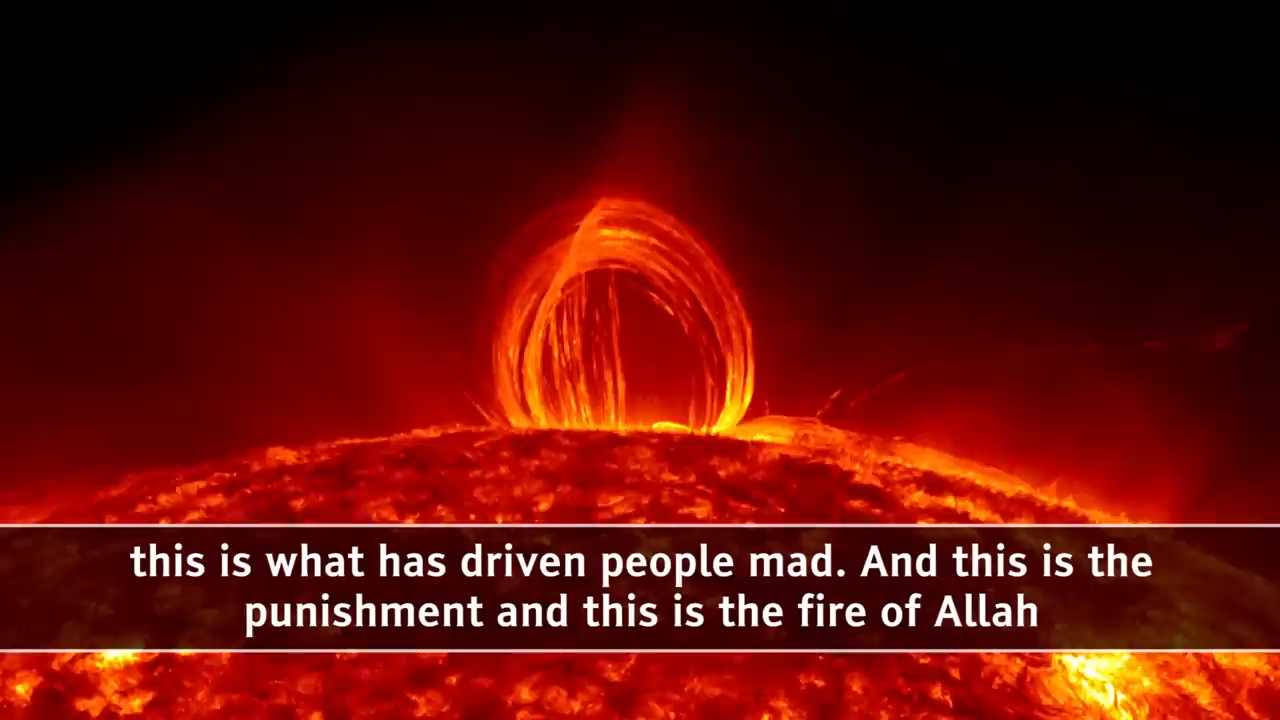 this is what has driven people mad. And this is the
punishment and this is the fire of Allah